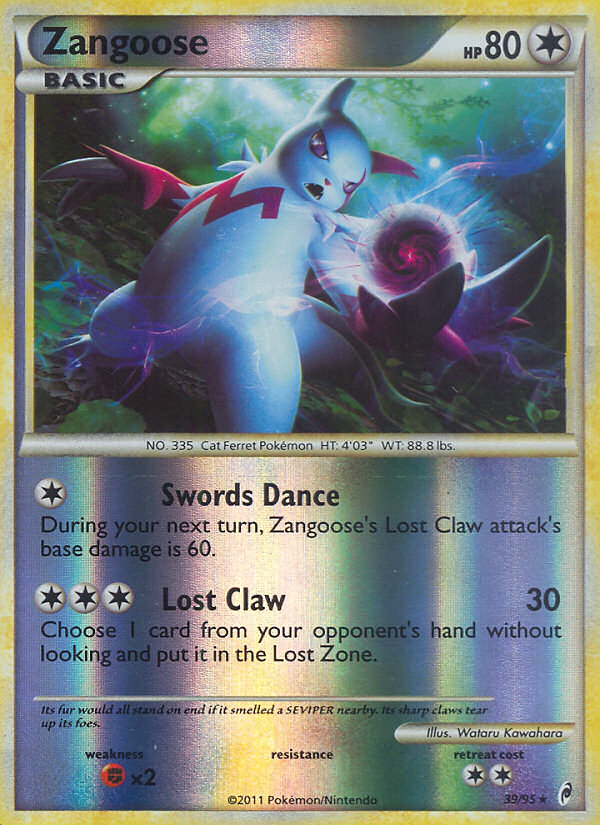 Zangoose
HP 80
BASIC
NO. 335 Cat Ferret Pokémon HT: 4'03" WT: 88.8 lbs.
Swords Dance
During your next turn, Zangoose's Lost Claw attack's
base damage is 60.
Lost Claw 30
Choose 1 card from your opponent's hand without
looking and put it in the Lost Zone.
Its fur would all stand on end if it smelled a SEVIPER nearby. Its sharp claws tear
up its foes.
Illus. Wataru Kawahara
weakness resistance retreat cost
×2
©2011 Pokémon/Nintendo 39/95 ★